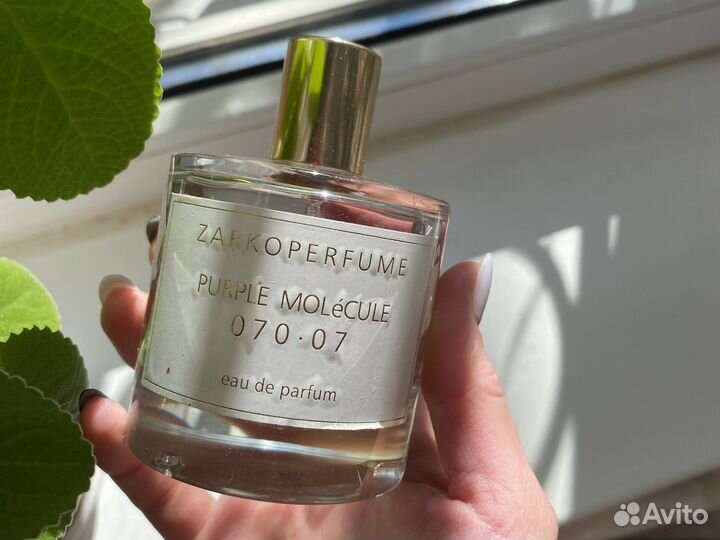 ZARKOPERFUME
PURPLE MOLéCULE
070·07
eau de parfum
Avito